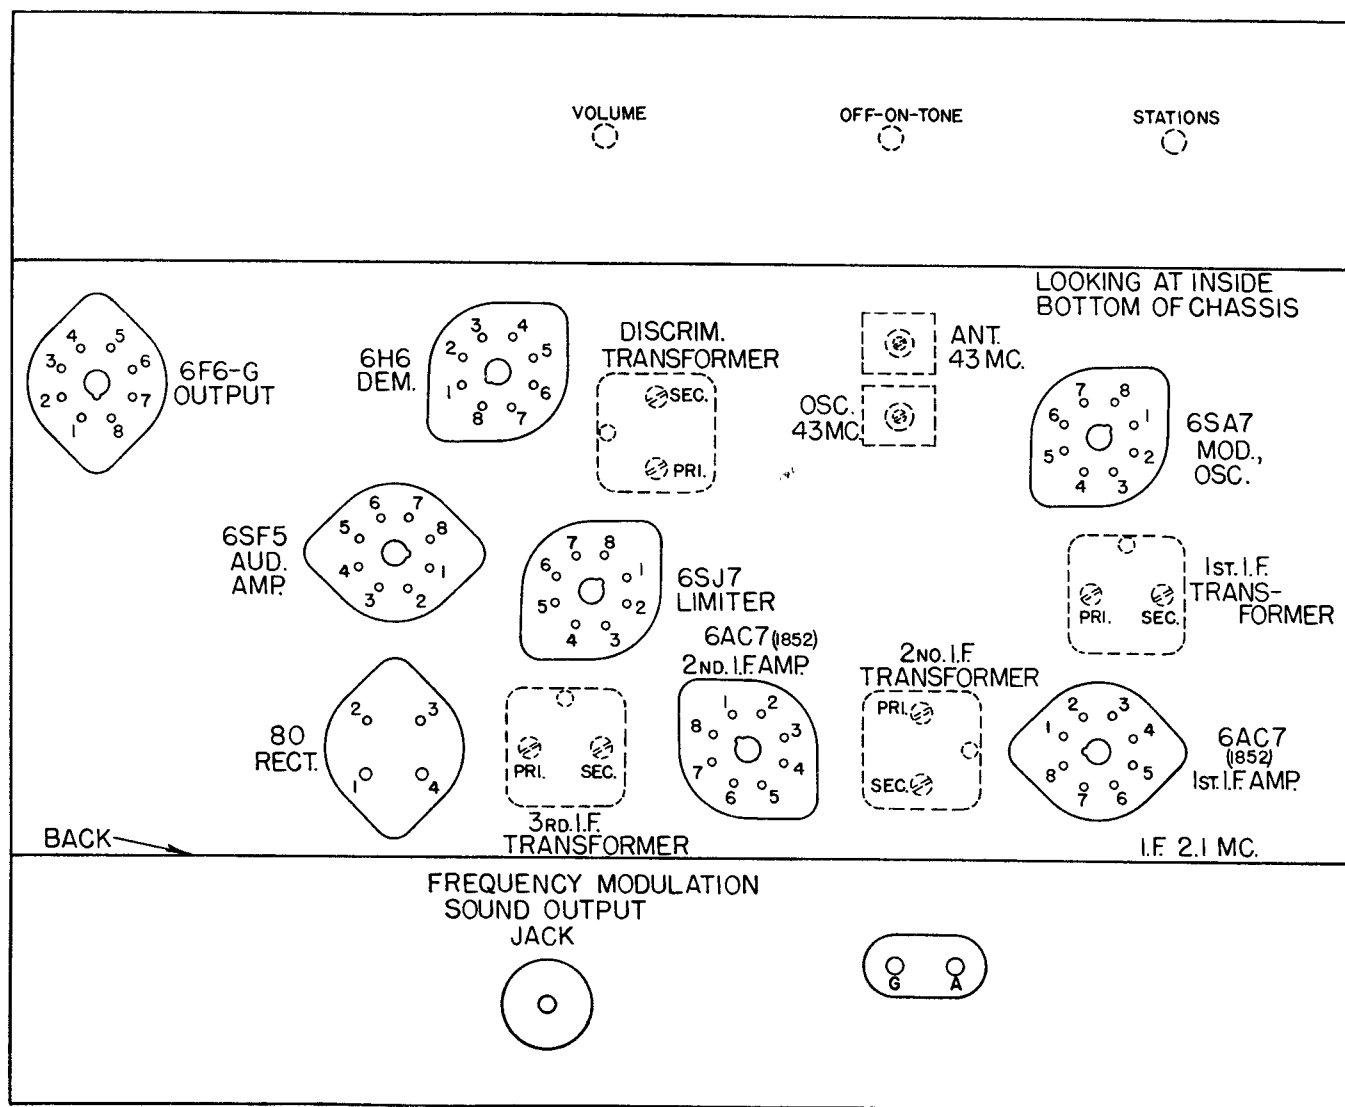 VOLUME
OFF-ON-TONE
STATIONS
LOOKING AT INSIDE
BOTTOM OF CHASSIS
4 5
3 6
2 7
1 8
6F6-G
OUTPUT
6H6
DEM.
3 4
2 5
1 6
8 7
DISCRIM.
TRANSFORMER
SEC.
PRI.
ANT.
43 MC.
OSC.
43 MC.
7 8
6 1
5 2
4 3
6SA7
MOD.,
OSC.
6SF5
AUD.
AMP.
6 7
5 8
4 1
3 2
7 8
6 1
5 2
4 3
6SJ7
LIMITER
1ST. I.F.
TRANS-
FORMER
PRI. SEC.
6AC7 (1852)
2ND. I.F. AMP.
1 2
8 3
7 4
6 5
2NO. I.F.
TRANSFORMER
PRI.
SEC.
80
RECT.
2 3
1 4
PRI. SEC.
3RD. I.F.
TRANSFORMER
2 3
1 4
8 5
7 6
6AC7
(1852)
1ST. I.F. AMP.
BACK
I.F. 2.1 MC.
FREQUENCY MODULATION
SOUND OUTPUT
JACK
G A